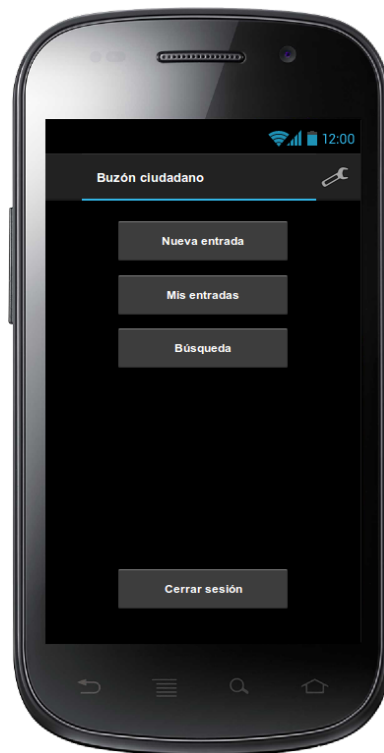 12:00
Buzón ciudadano
Nueva entrada
Mis entradas
Búsqueda
Cerrar sesión